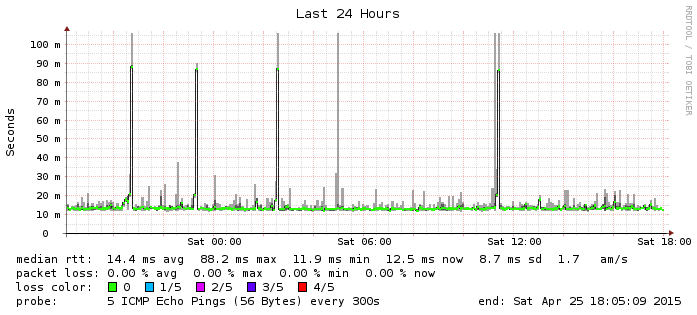 Last 24 Hours
RRDTOOL / TOBI OETIKER
Seconds
100 m
90 m
80 m
70 m
60 m
50 m
40 m
30 m
20 m
10 m
0
Sat 00:00 Sat 06:00 Sat 12:00 Sat 18:00
median rtt: 14.4 ms avg 88.2 ms max 11.9 ms min 12.5 ms now 8.7 ms sd 1.7 am/s
packet loss: 0.00 % avg 0.00 % max 0.00 % min 0.00 % now
loss color: 0 1/5 2/5 3/5 4/5
probe: 5 ICMP Echo Pings (56 Bytes) every 300s end: Sat Apr 25 18:05:09 2015